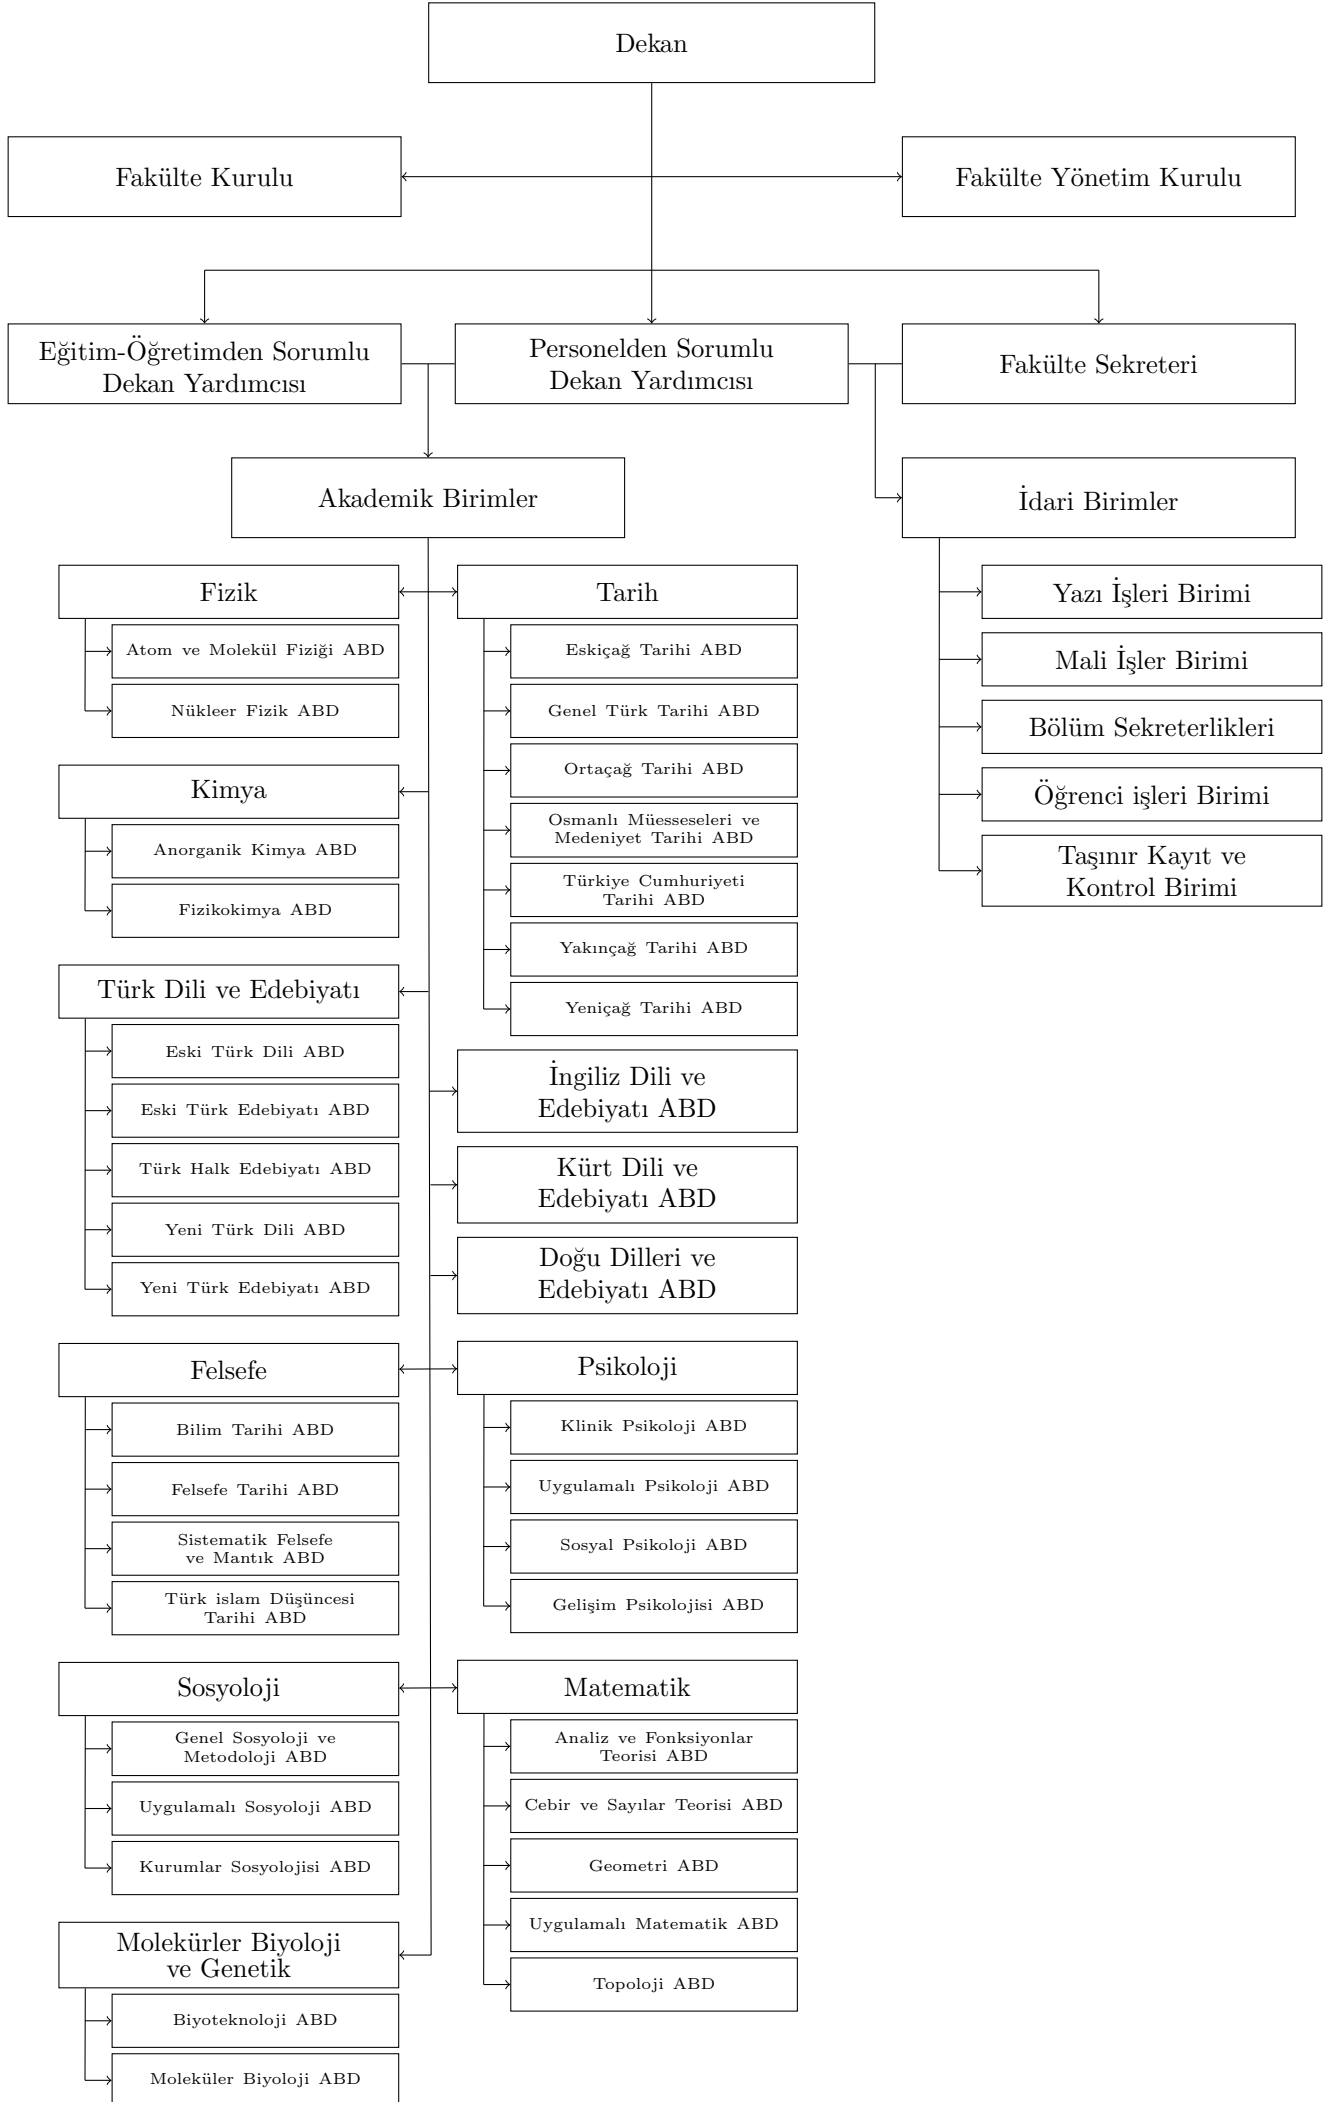 Dekan
Fakülte Kurulu
Fakülte Yönetim Kurulu
Eğitim-Öğretimden Sorumlu
Dekan Yardımcısı
Personelden Sorumlu
Dekan Yardımcısı
Fakülte Sekreteri
Akademik Birimler
İdari Birimler
Fizik
Atom ve Molekül Fiziği ABD
Nükleer Fizik ABD
Kimya
Anorganik Kimya ABD
Fizikokimya ABD
Türk Dili ve Edebiyatı
Eski Türk Dili ABD
Eski Türk Edebiyatı ABD
Türk Halk Edebiyatı ABD
Yeni Türk Dili ABD
Yeni Türk Edebiyatı ABD
Felsefe
Bilim Tarihi ABD
Felsefe Tarihi ABD
Sistematik Felsefe
ve Mantık ABD
Türk islam Düşüncesi
Tarihi ABD
Sosyoloji
Genel Sosyoloji ve
Metodoloji ABD
Uygulamalı Sosyoloji ABD
Kurumlar Sosyolojisi ABD
Molekürler Biyoloji
ve Genetik
Biyoteknoloji ABD
Moleküler Biyoloji ABD
Tarih
Eskiçağ Tarihi ABD
Genel Türk Tarihi ABD
Ortaçağ Tarihi ABD
Osmanlı Müesseseleri ve
Medeniyet Tarihi ABD
Türkiye Cumhuriyeti
Tarihi ABD
Yakınçağ Tarihi ABD
Yeniçağ Tarihi ABD
İngiliz Dili ve
Edebiyatı ABD
Kürt Dili ve
Edebiyatı ABD
Doğu Dilleri ve
Edebiyatı ABD
Psikoloji
Klinik Psikoloji ABD
Uygulamalı Psikoloji ABD
Sosyal Psikoloji ABD
Gelişim Psikolojisi ABD
Matematik
Analiz ve Fonksiyonlar
Teorisi ABD
Cebir ve Sayılar Teorisi ABD
Geometri ABD
Uygulamalı Matematik ABD
Topoloji ABD
Yazı İşleri Birimi
Mali İşler Birimi
Bölüm Sekreterlikleri
Öğrenci işleri Birimi
Taşınır Kayıt ve
Kontrol Birimi